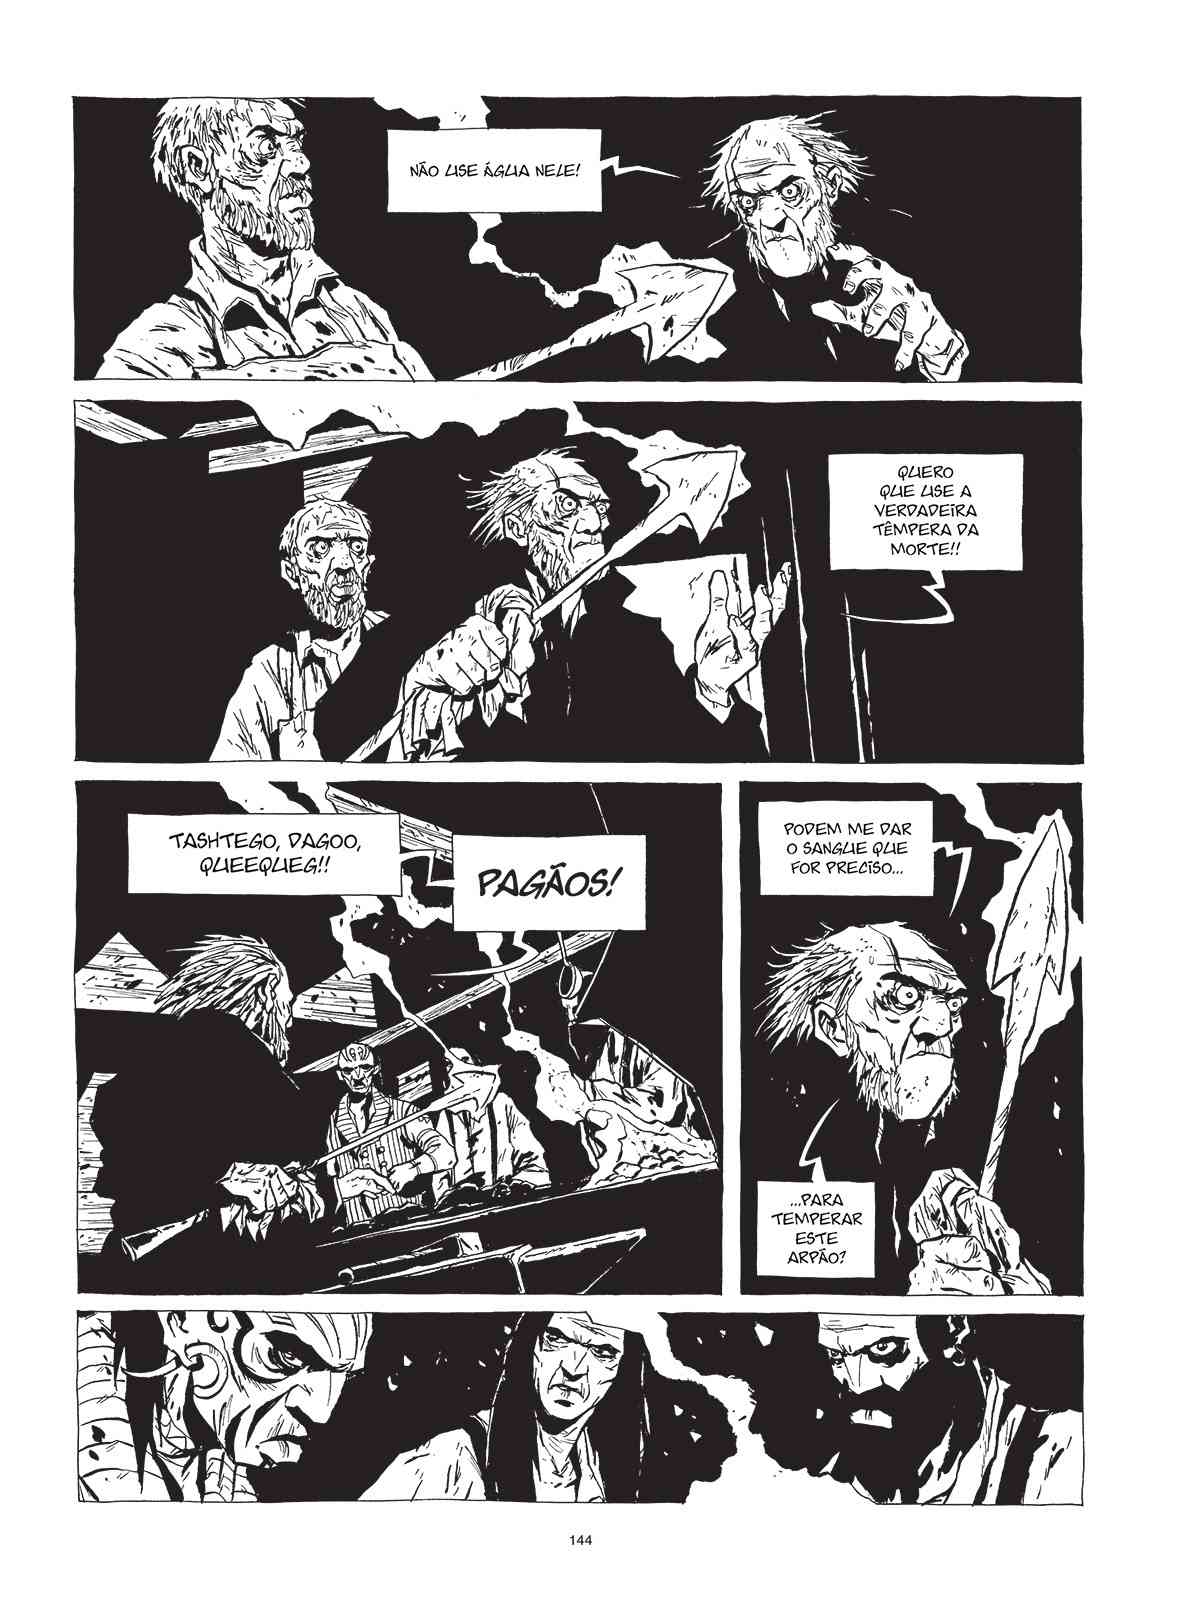 NÃO USE ÁGUA NELE!
QUERO
QUE USE A
VERDADEIRA
TÊMPERA DA
MORTE!!
TASHTEGO, DAGOO,
QUEEQUEG!!
PAGÃOS!
PODEM ME DAR
O SANGUE QUE
FOR PRECISO...
...PARA
TEMPERAR
ESTE
ARPÃO?
144